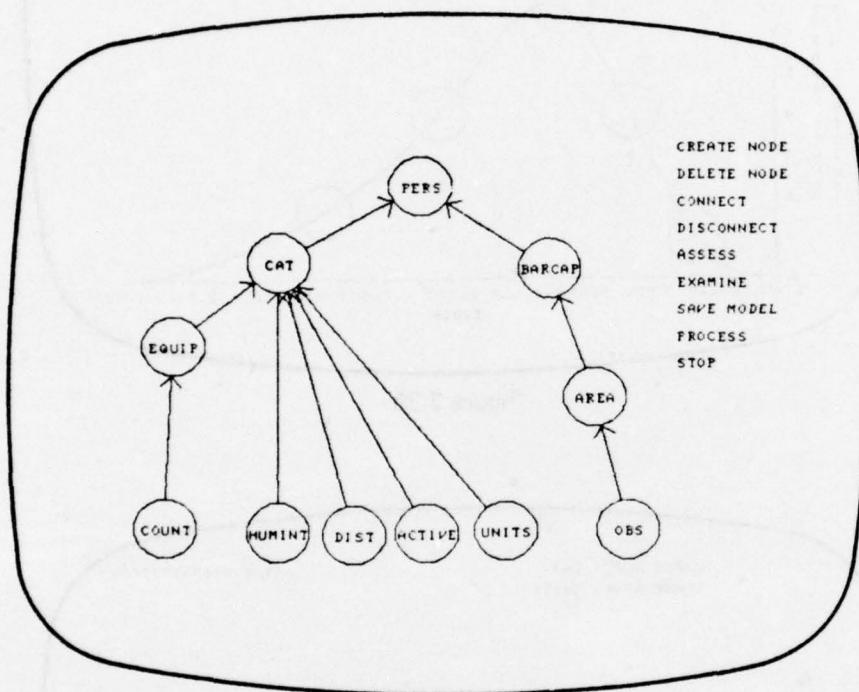 PERS
CAT
BARCAP
EQUIP
AREA
COUNT
HUMINT
DIST
ACTIVE
UNITS
OBS
CREATE NODE
DELETE NODE
CONNECT
DISCONNECT
ASSESS
EXAMINE
SAVE MODEL
PROCESS
STOP